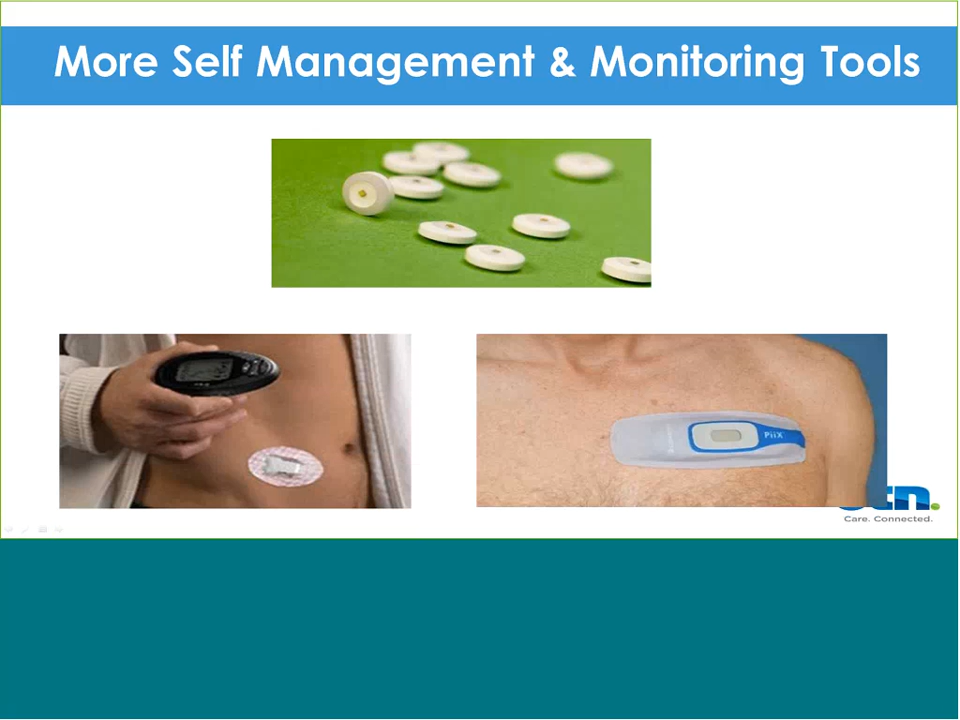 More Self Management & Monitoring Tools
PiiX
Care. Connected.